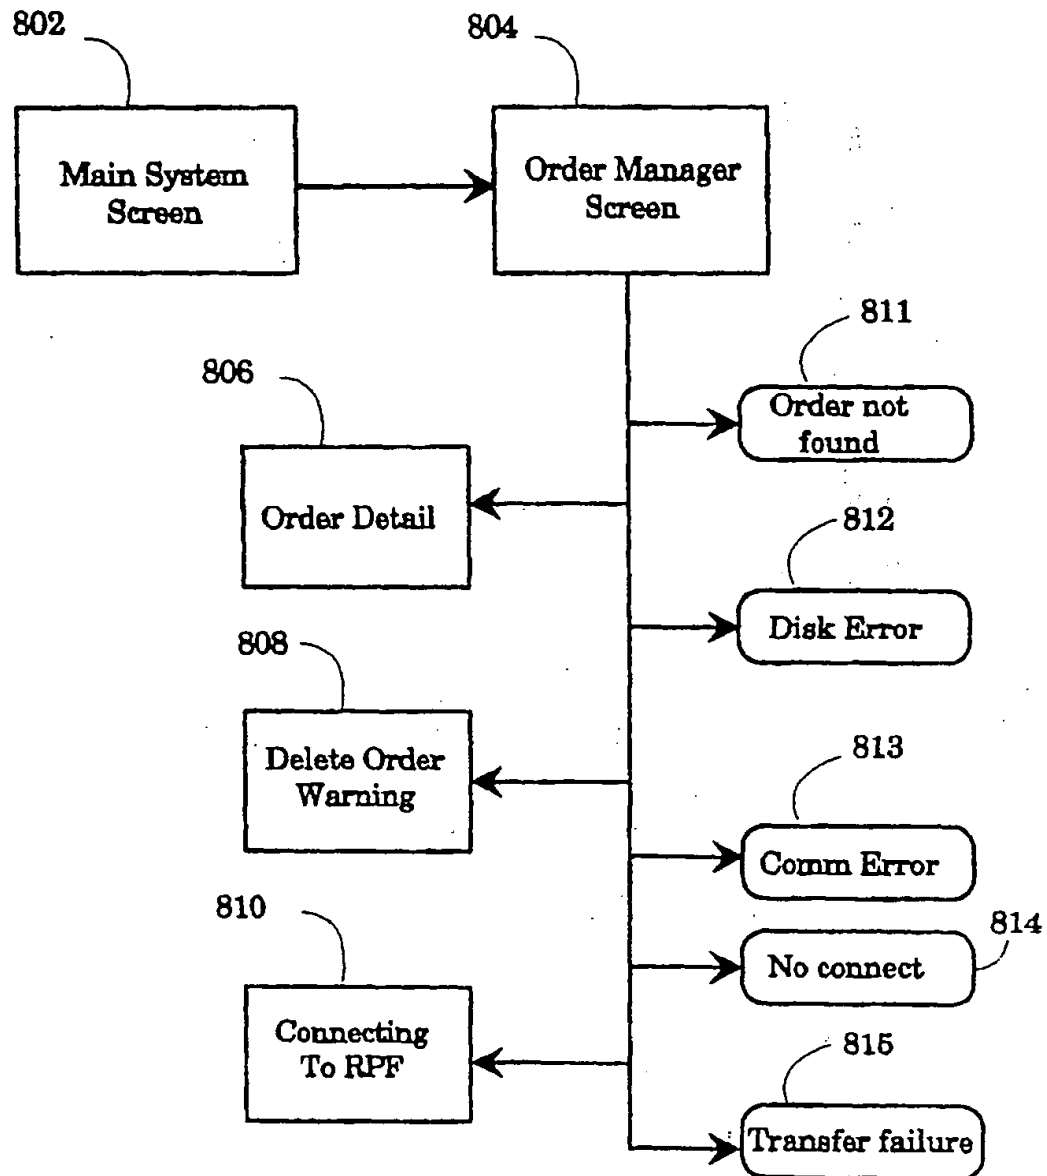 802
804
Main System
Screen
Order Manager
Screen
811
Order not
found
806
Order Detail
812
Disk Error
808
Delete Order
Warning
813
Comm Error
814
No connect
810
Connecting
To RPF
815
Transfer failure